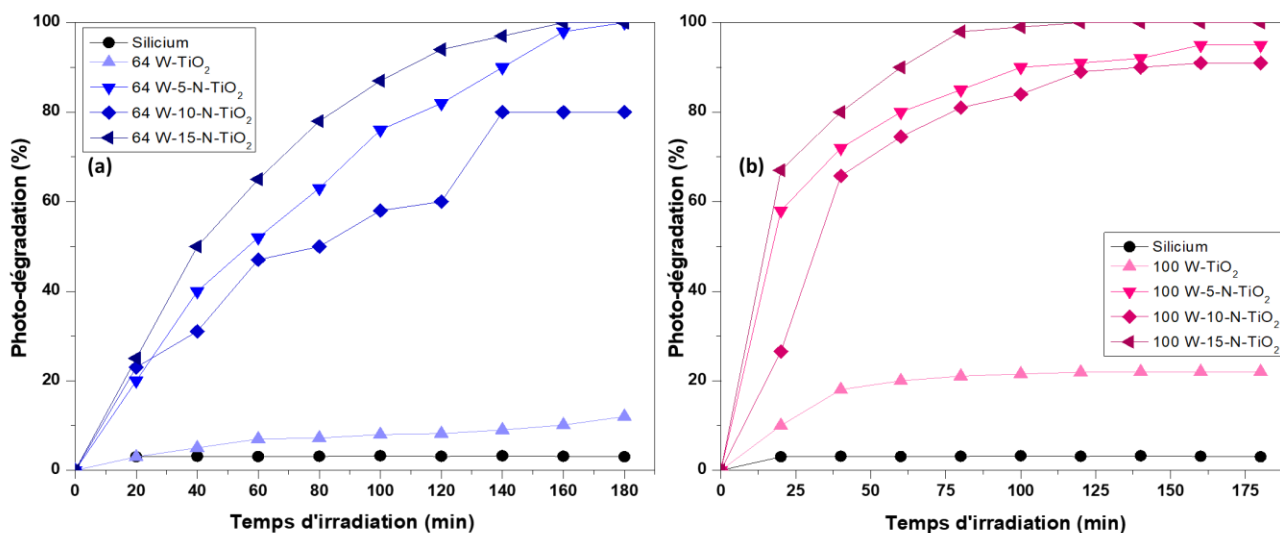 100
80
60
40
20
0
Photo-dégradation (%)
(a)
Silicium
64 W-TiO₂
64 W-5-N-TiO₂
64 W-10-N-TiO₂
64 W-15-N-TiO₂
0 20 40 60 80 100 120 140 160 180
Temps d'irradiation (min)
100
80
60
40
20
0
Photo-dégradation (%)
(b)
Silicium
100 W-TiO₂
100 W-5-N-TiO₂
100 W-10-N-TiO₂
100 W-15-N-TiO₂
0 25 50 75 100 125 150 175
Temps d'irradiation (min)